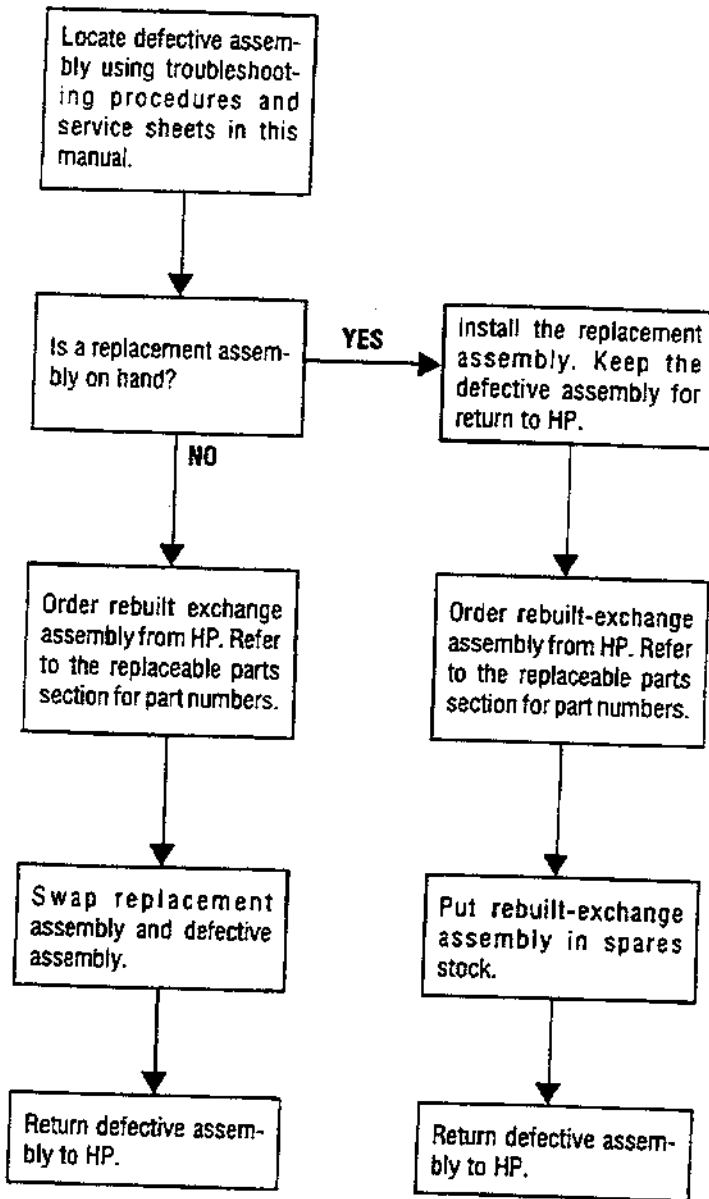 Locate defective assem-
bly using troubleshoot-
ing procedures and
service sheets in this
manual.
Is a replacement assem-
bly on hand?
YES
Install the replacement
assembly. Keep the
defective assembly for
return to HP.
NO
Order rebuilt exchange
assembly from HP. Refer
to the replaceable parts
section for part numbers.
Swap replacement
assembly and defective
assembly.
Return defective assem-
bly to HP.
Order rebuilt-exchange
assembly from HP. Refer
to the replaceable parts
section for part numbers.
Put rebuilt-exchange
assembly in spares
stock.
Return defective assem-
bly to HP.